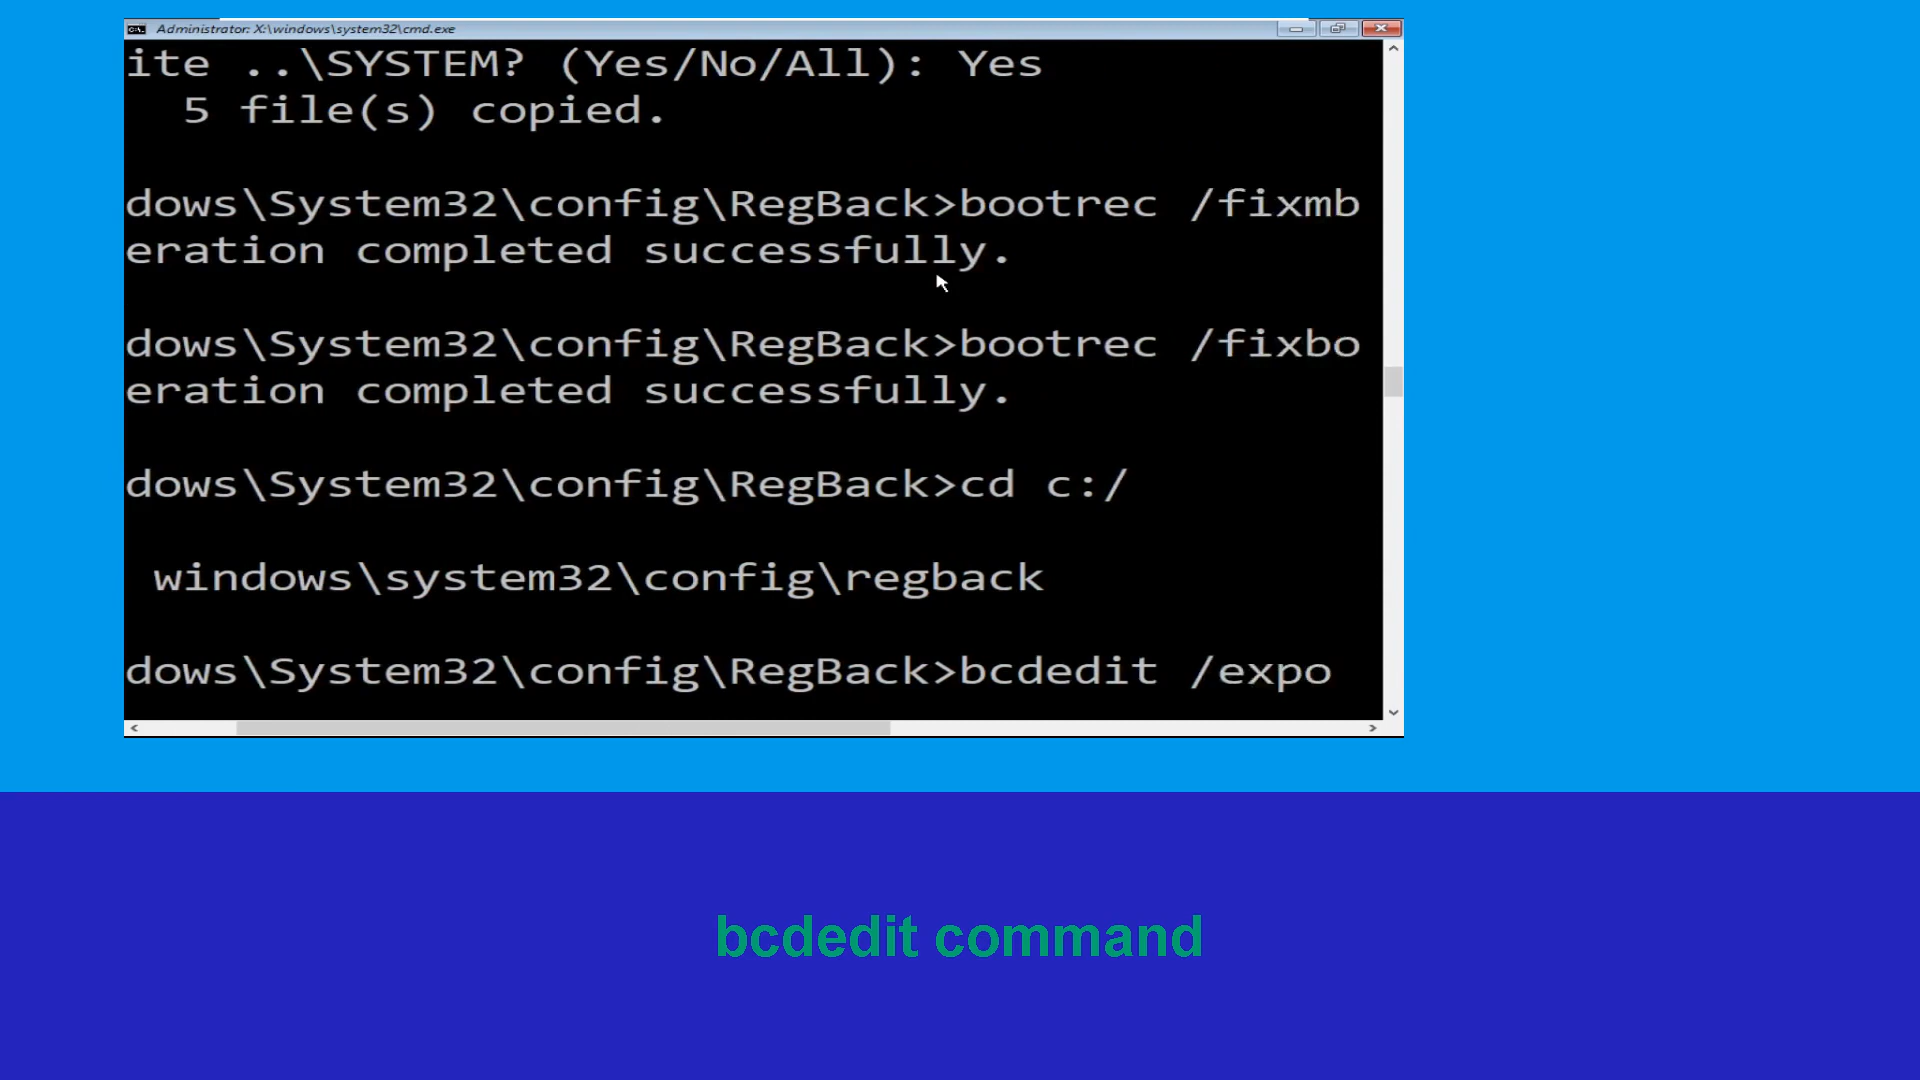 Administrator: X:\windows\system32\cmd.exe
ite ..\SYSTEM? (Yes/No/All): Yes
5 file(s) copied.
dows\System32\config\RegBack>bootrec /fixmb
eration completed successfully.
dows\System32\config\RegBack>bootrec /fixbo
eration completed successfully.
dows\System32\config\RegBack>cd c:/
windows\system32\config\regback
dows\System32\config\RegBack>bcdedit /expo
bcdedit command